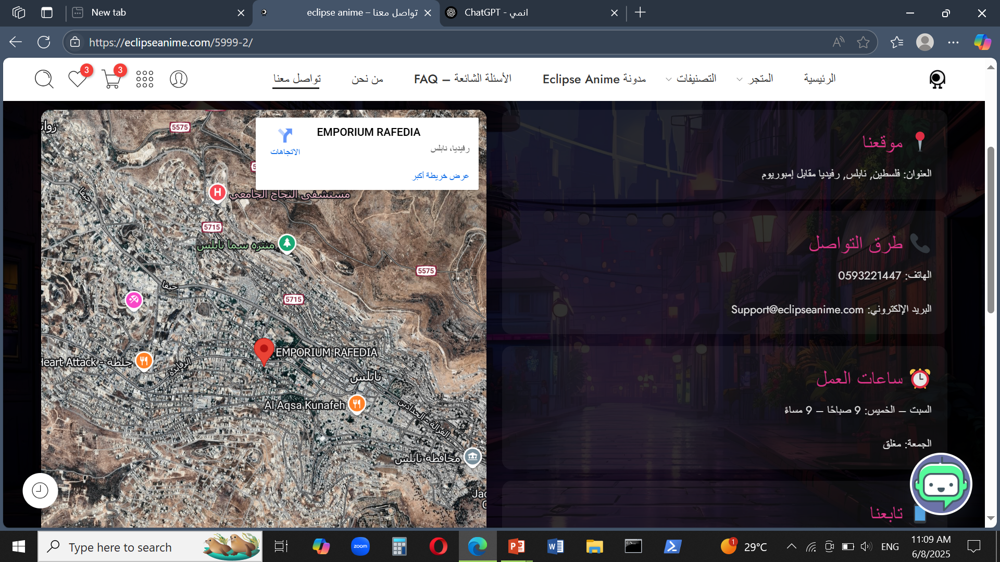 New tab
eclipse anime – تواصل معنا
ChatGPT - انمي
https://eclipseanime.com/5999-2/
3
3
تواصل معنا
من نحن
الأسئلة الشائعة – FAQ
مدونة Eclipse Anime
التصنيفات
المتجر
الرئيسية
EMPORIUM RAFEDIA
رفيديا، نابلس
الاتجاهات
عرض خريطة أكبر
5575
مستشفى النجاح الجامعي
حيفا
5715
منتزه سما نابلس
5575
حيفا
5715
EMPORIUM RAFEDIA
Heart Attack - جلطة
الرفايدة
نابلس
Al Aqsa Kunafeh
الغزالة - الحدادين
محافظة نابلس
موقعنا
العنوان: فلسطين, نابلس, رفيديا مقابل إمبوريوم
طرق التواصل
الهاتف: 0593221447
البريد الإلكتروني: Support@eclipseanime.com
ساعات العمل
السبت – الخميس: 9 صباحًا – 9 مساءً
الجمعة: مغلق
تابعنا
Type here to search
zoom
1
29°C
ENG
11:09 AM
6/8/2025